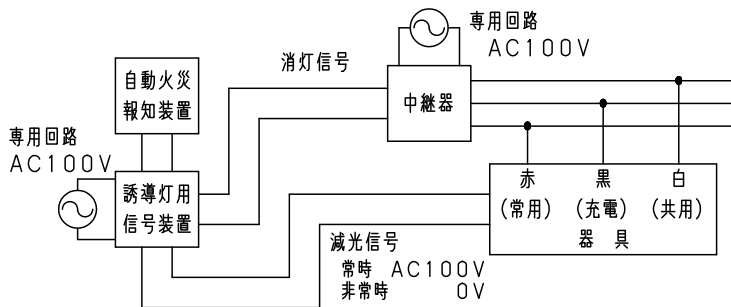 専用回路
AC100V
消灯信号
自動火災
報知装置
中継器
専用回路
AC100V
誘導灯用
信号装置
赤 黒 白
(常用) (充電) (共用)
器具
減光信号
常時 AC100V
非常時 0V